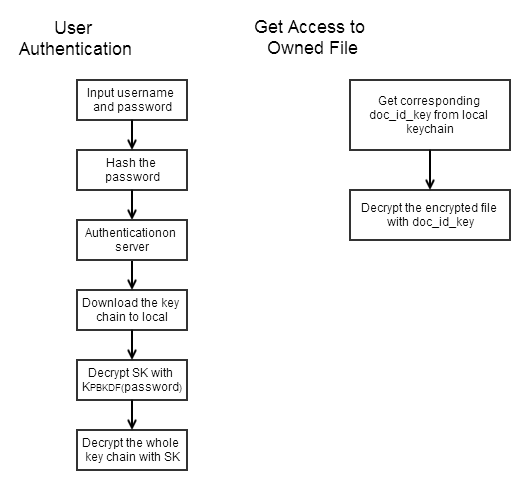 User
Authentication
Input username
and password
Hash the
password
Authenticationon
server
Download the key
chain to local
Decrypt SK with
KPBKDF(password)
Decrypt the whole
key chain with SK
Get Access to
Owned File
Get corresponding
doc_id_key from local
keychain
Decrypt the encrypted file
with doc_id_key